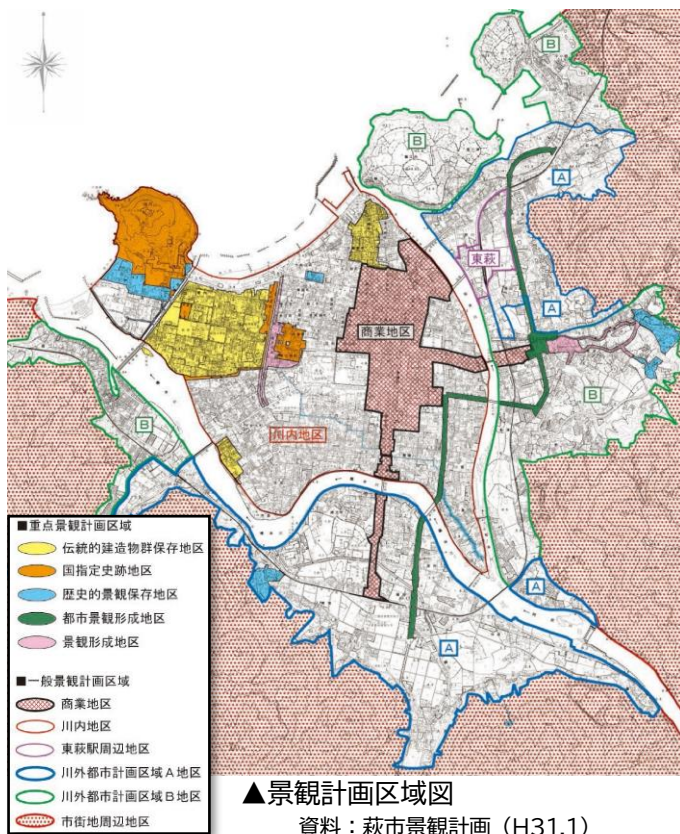 B
B
A
東萩
A
商業地区
B
B
川内地区
A
A
■重点景観計画区域
伝統的建造物群保存地区
国指定史跡地区
歴史的景観保存地区
都市景観形成地区
景観形成地区
■一般景観計画区域
商業地区
川内地区
東萩駅周辺地区
川外都市計画区域A地区
川外都市計画区域B地区
市街地周辺地区
▲景観計画区域図
資料:萩市景観計画(H31.1)